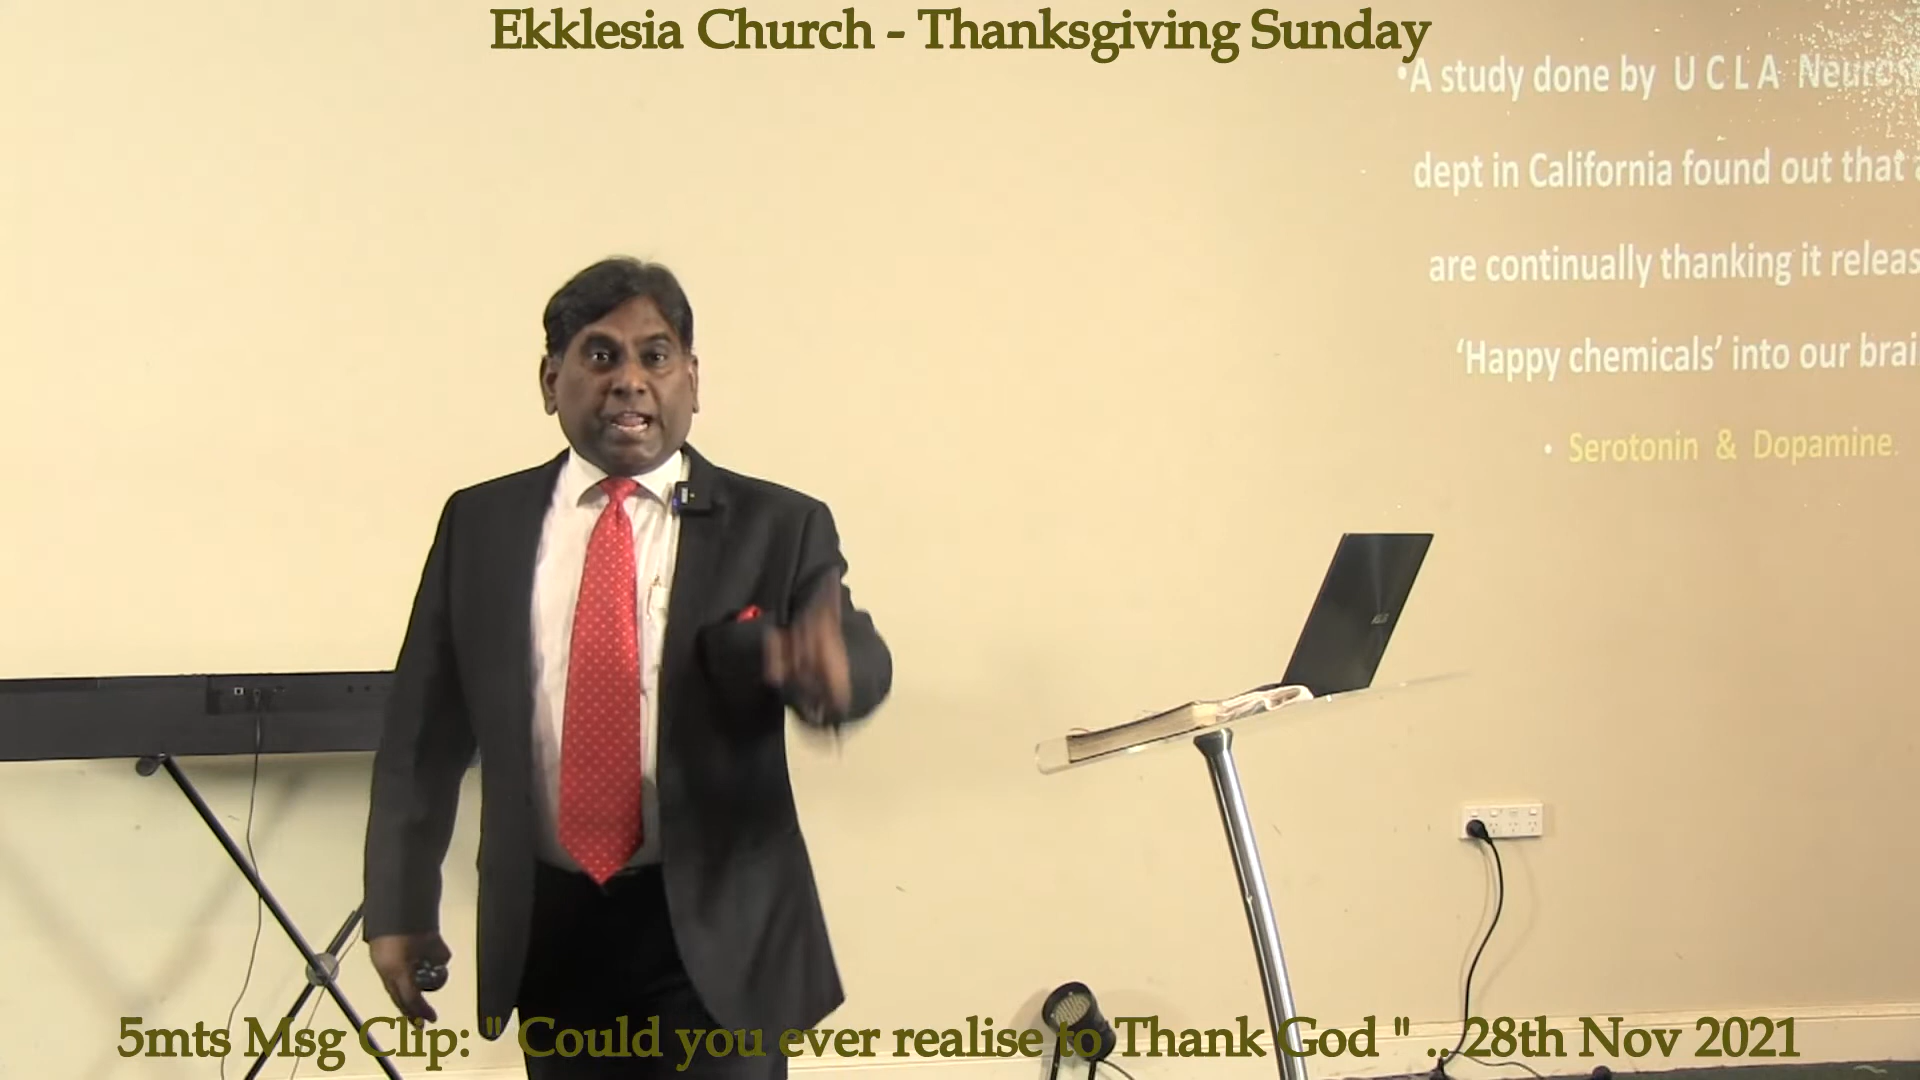 Ekklesia Church - Thanksgiving Sunday
•A study done by U C L A
dept in California found out that
are continually thanking it
'Happy chemicals' into our
• Serotonin & Dopamine.
5mts Msg Clip: " Could you ever realise to Thank God " .. 28th Nov 2021